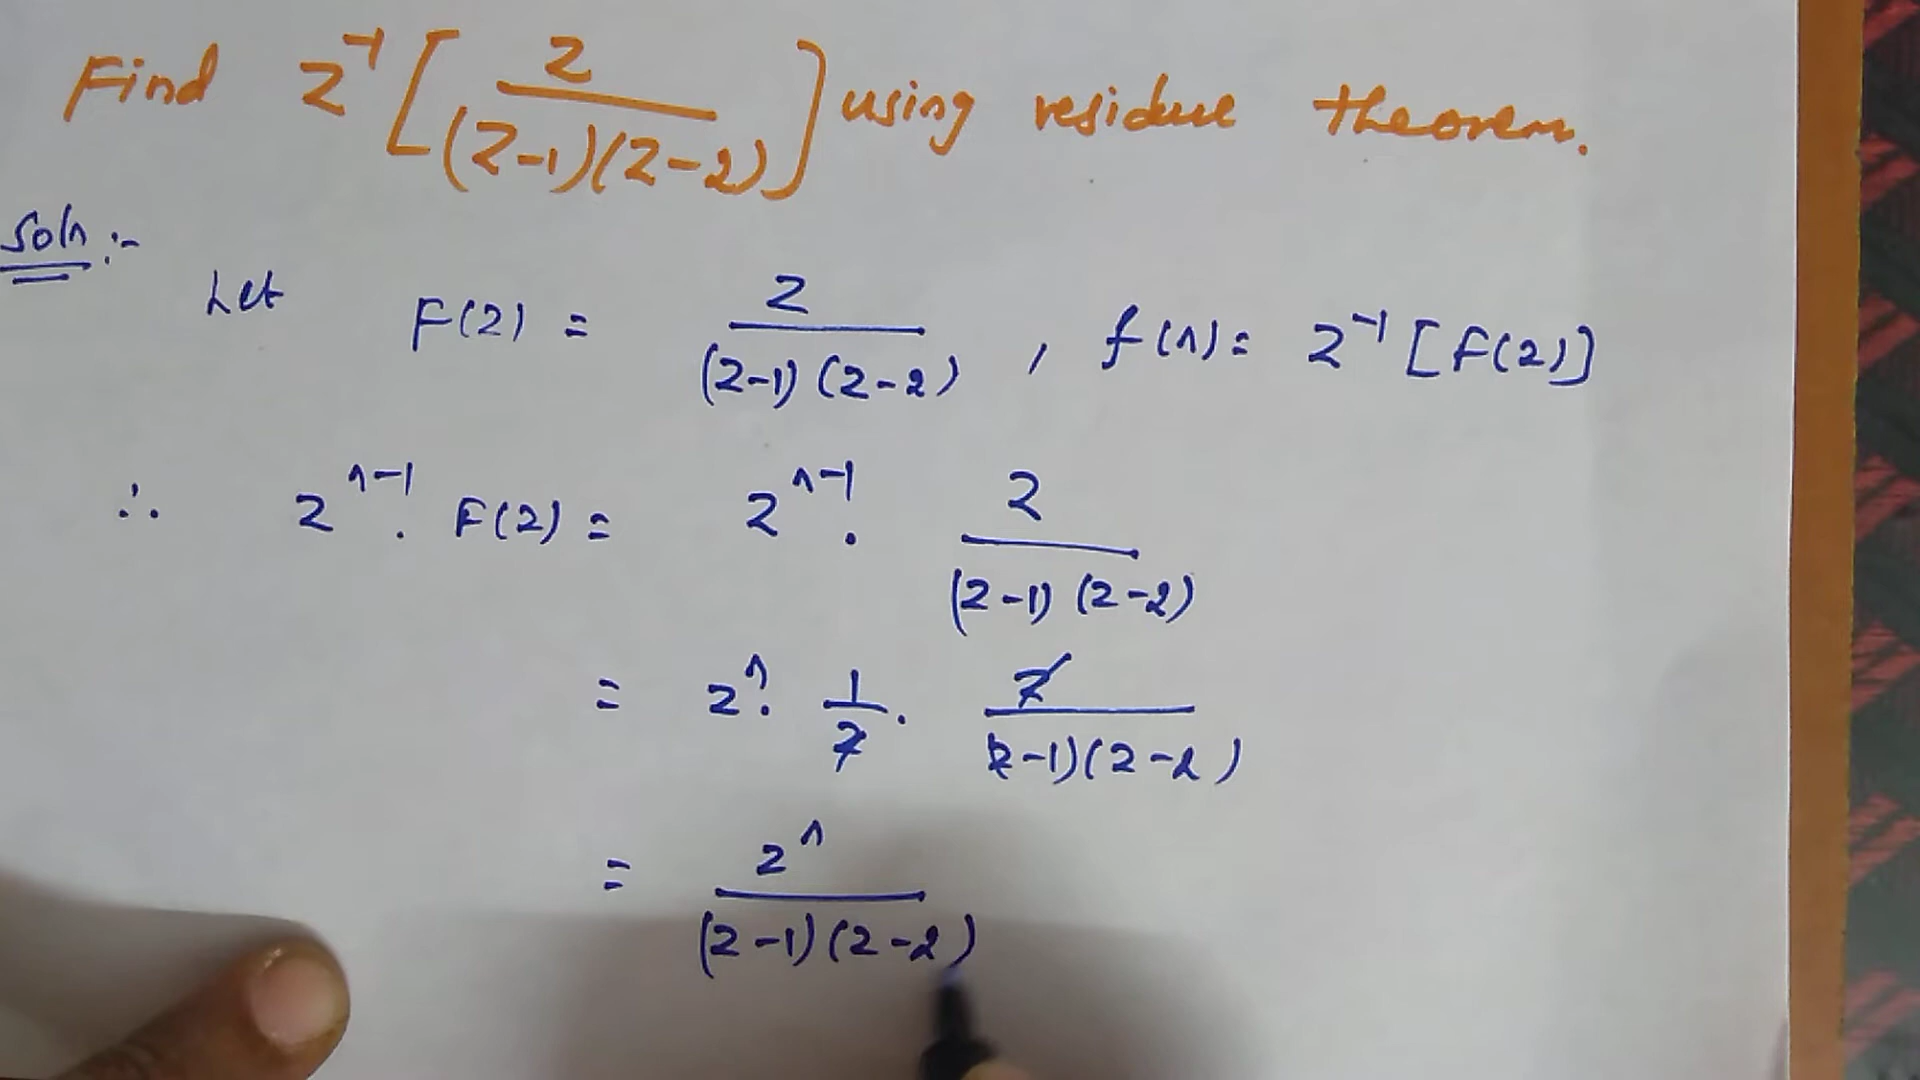 Find Z⁻¹[z/((z-1)(z-2))] using residue theorem.
Soln :-
Let F(z) = z/((z-1)(z-2)), f(n) = Z⁻¹[F(z)]
∴ zⁿ⁻¹. F(z) = zⁿ⁻¹. z/((z-1)(z-2))
= zⁿ. 1/z. z/(z-1)(z-2)
= zⁿ/((z-1)(z-2))